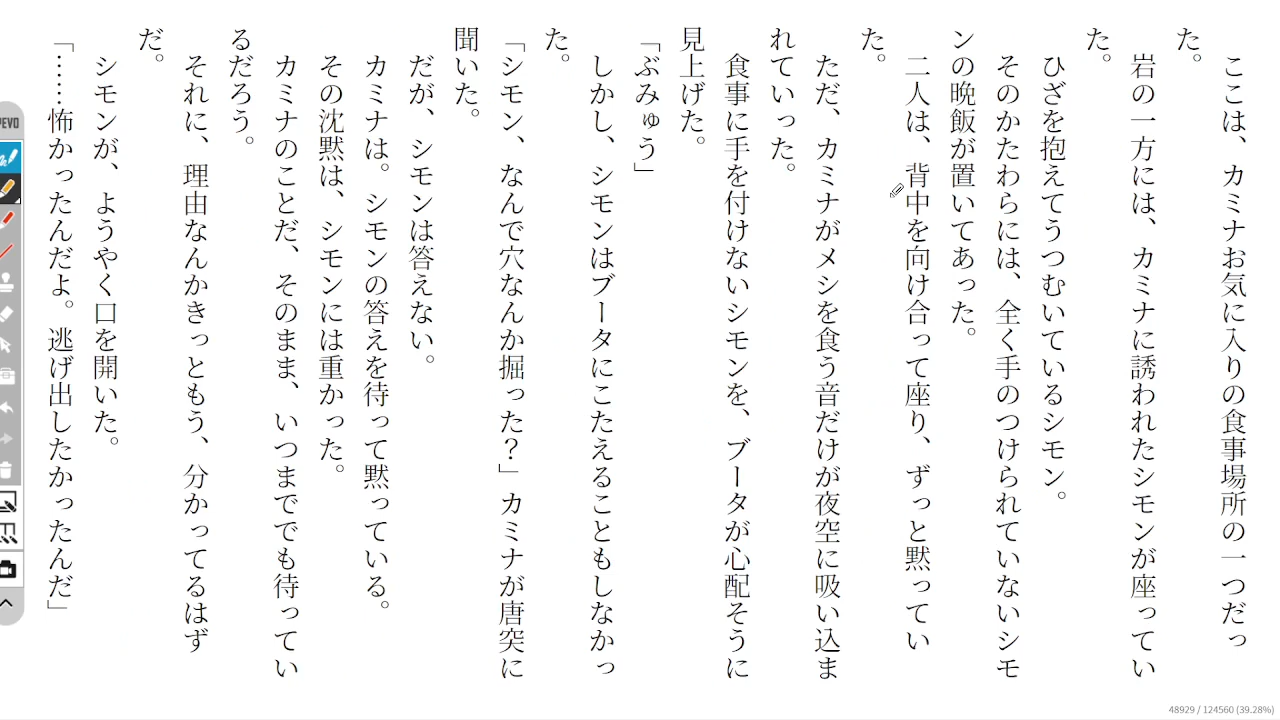 ここは、カミナお気に入りの食事場所の一つだっ
た。
岩の一方には、カミナに誘われたシモンが座ってい
た。
ひざを抱えてうつむいているシモン。
そのかたわらには、全く手のつけられていないシモ
ンの晩飯が置いてあった。
二人は、背中を向け合って座り、ずっと黙ってい
た。
ただ、カミナがメシを食う音だけが夜空に吸い込ま
れていった。
食事に手を付けないシモンを、ブータが心配そうに
見上げた。
「ぶみゅう」
しかし、シモンはブータにこたえることもしなかっ
た。
「シモン、なんで穴なんか掘った？」カミナが唐突に
聞いた。
だが、シモンは答えない。
カミナは。シモンの答えを待って黙っている。
その沈黙は、シモンには重かった。
カミナのことだ、そのまま、いつまででも待ってい
るだろう。
それに、理由なんかきっともう、分かってるはず
だ。
シモンが、ようやく口を開いた。
「……怖かったんだよ。逃げ出したかったんだ」
48929 / 124560 (39.28%)